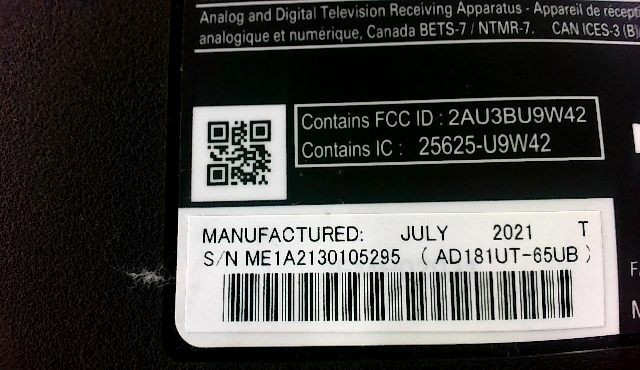 Analog and Digital Television Receiving Apparatus - Appareil de récepti
analogique et numérique, Canada BETS-7 / NTMR-7. CAN ICES-3 (B)/
Contains FCC ID : 2AU3BU9W42
Contains IC : 25625-U9W42
MANUFACTURED: JULY 2021 T
S/N ME1A2130105295 ( AD181UT-65UB )